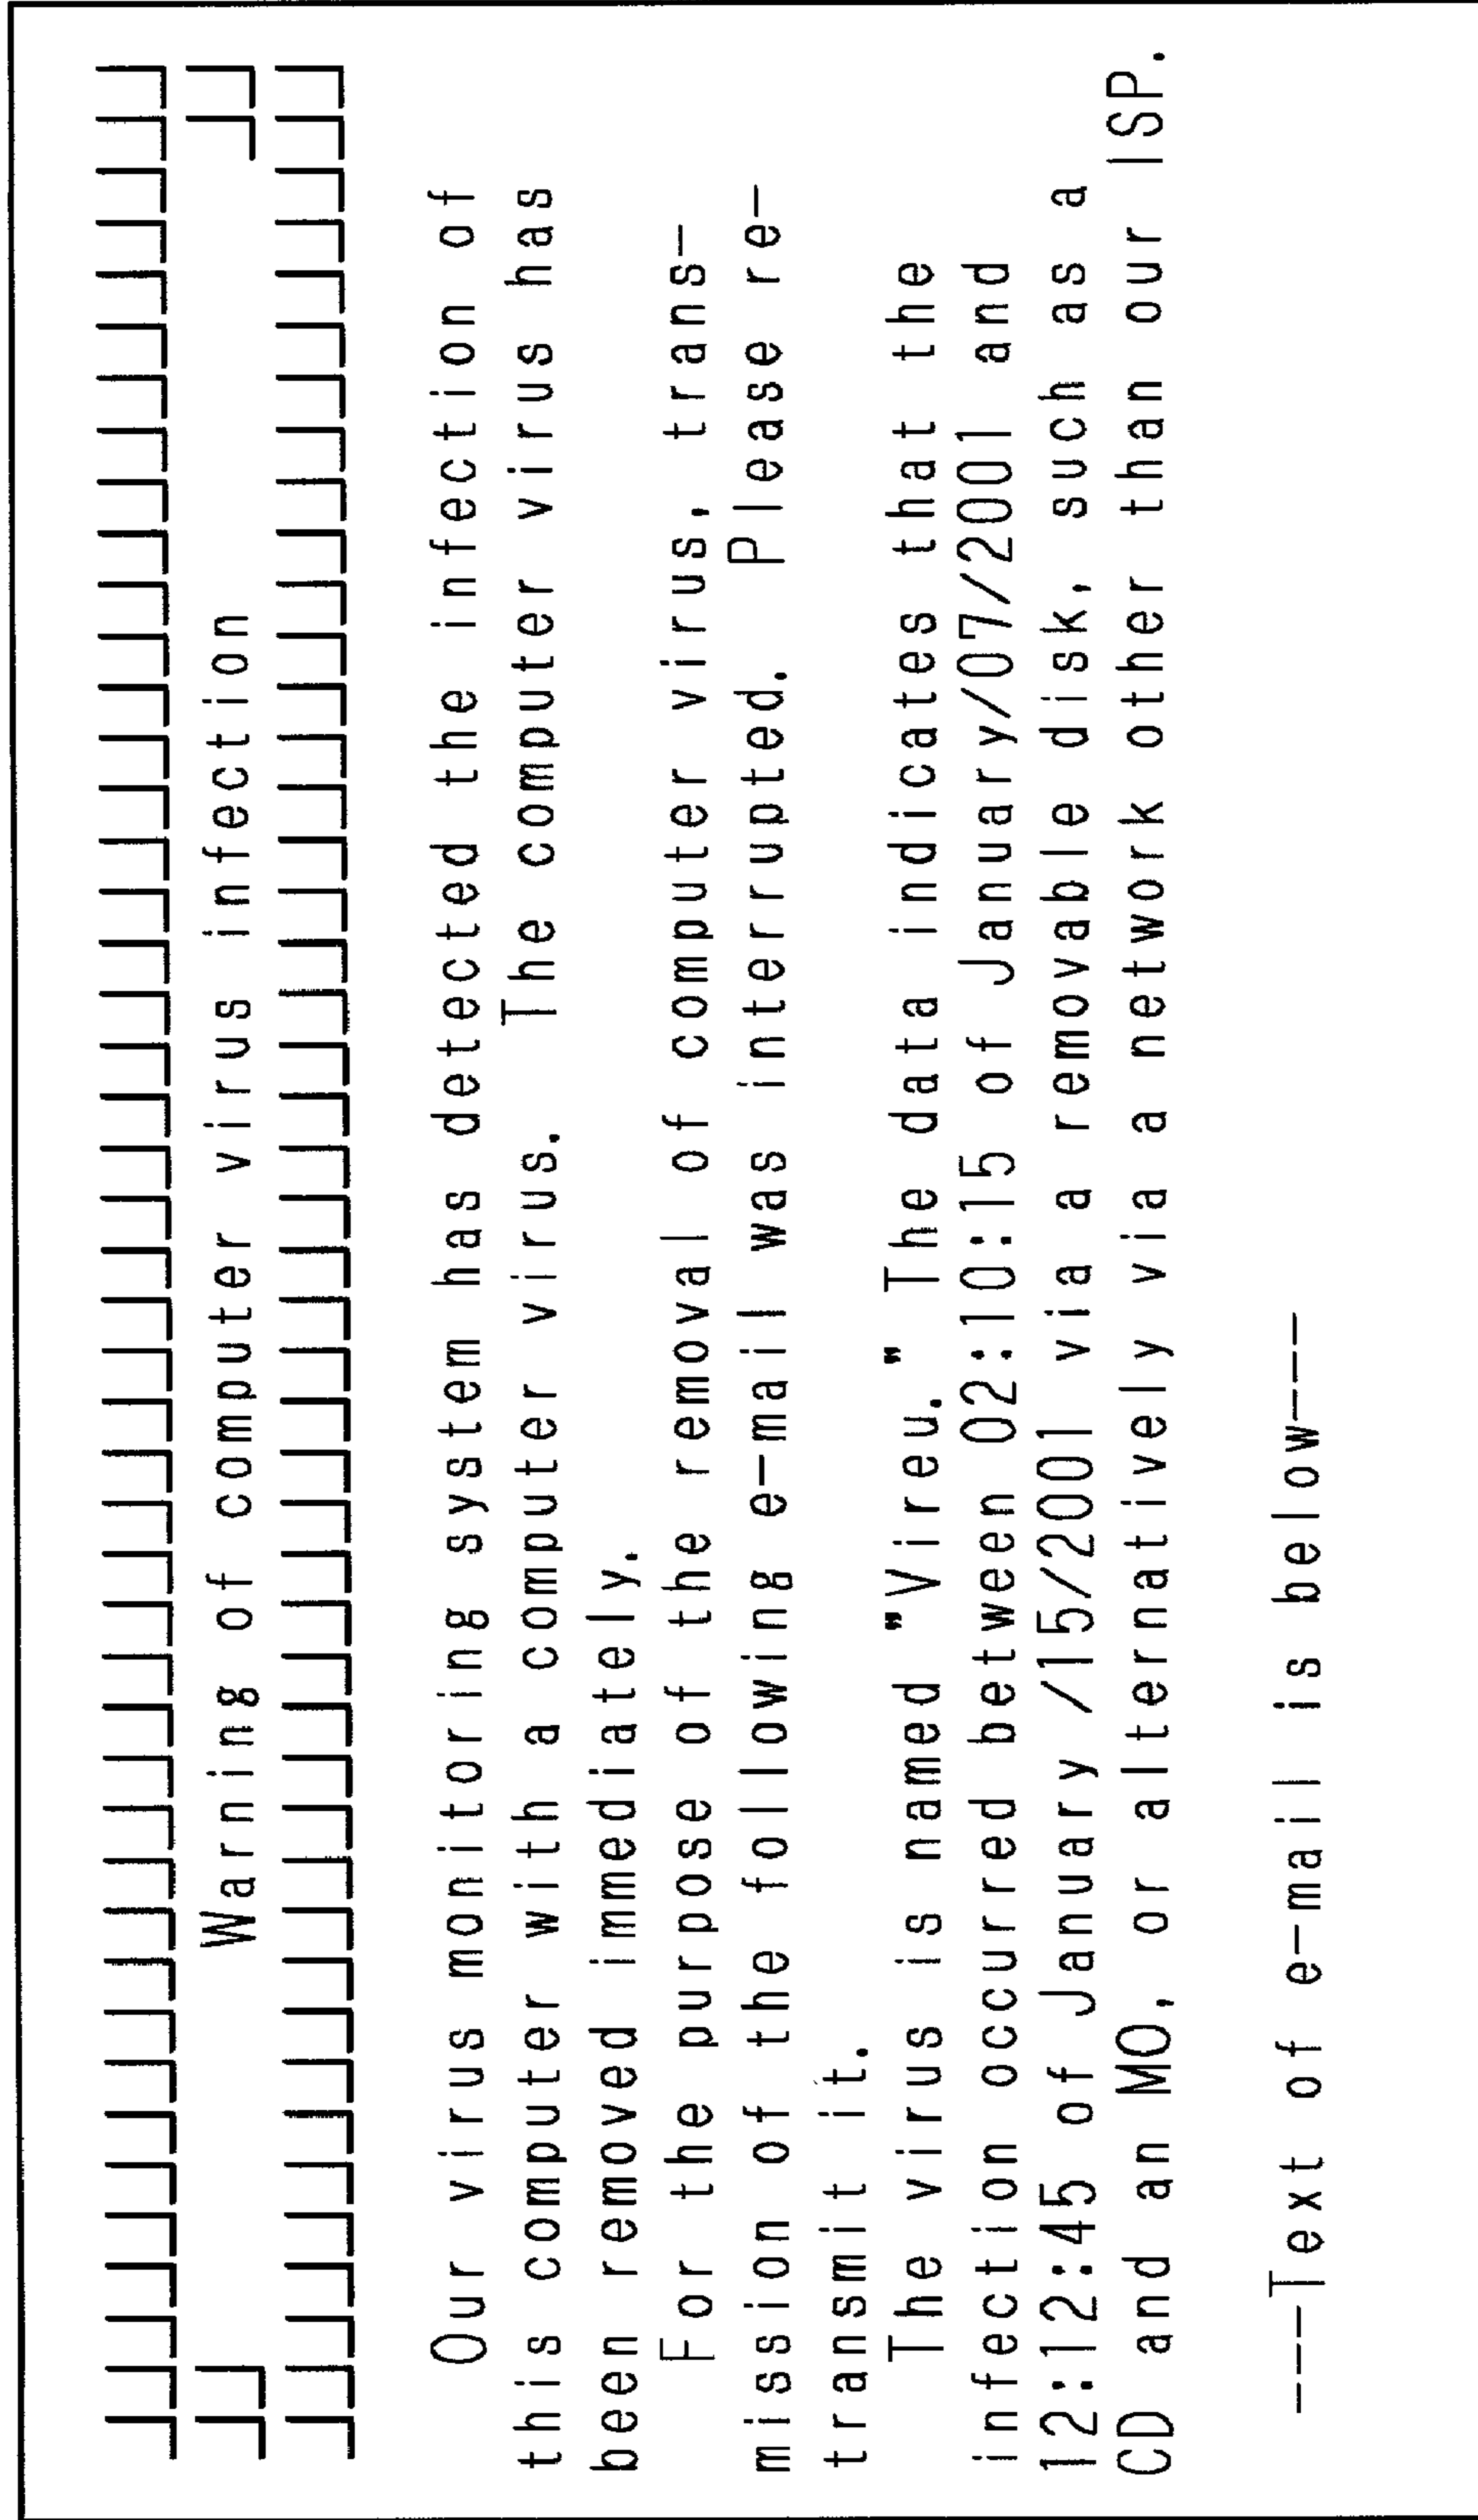 Warning of computer virus infection
Our virus monitoring system has detected the infection of
this computer with a computer virus. The computer virus has
been removed immediately.
For the purpose of the removal of computer virus, trans-
mission of the following e-mail was interrupted. Please re-
transmit it.
The virus is named "Vireu." The data indicates that the
infection occurred between 02:10:15 of January/07/2001 and
12:12:45 of January /15/2001 via a removable disk, such as a
CD and an MO, or alternatively via a network other than our ISP.
---Text of e-mail is below---